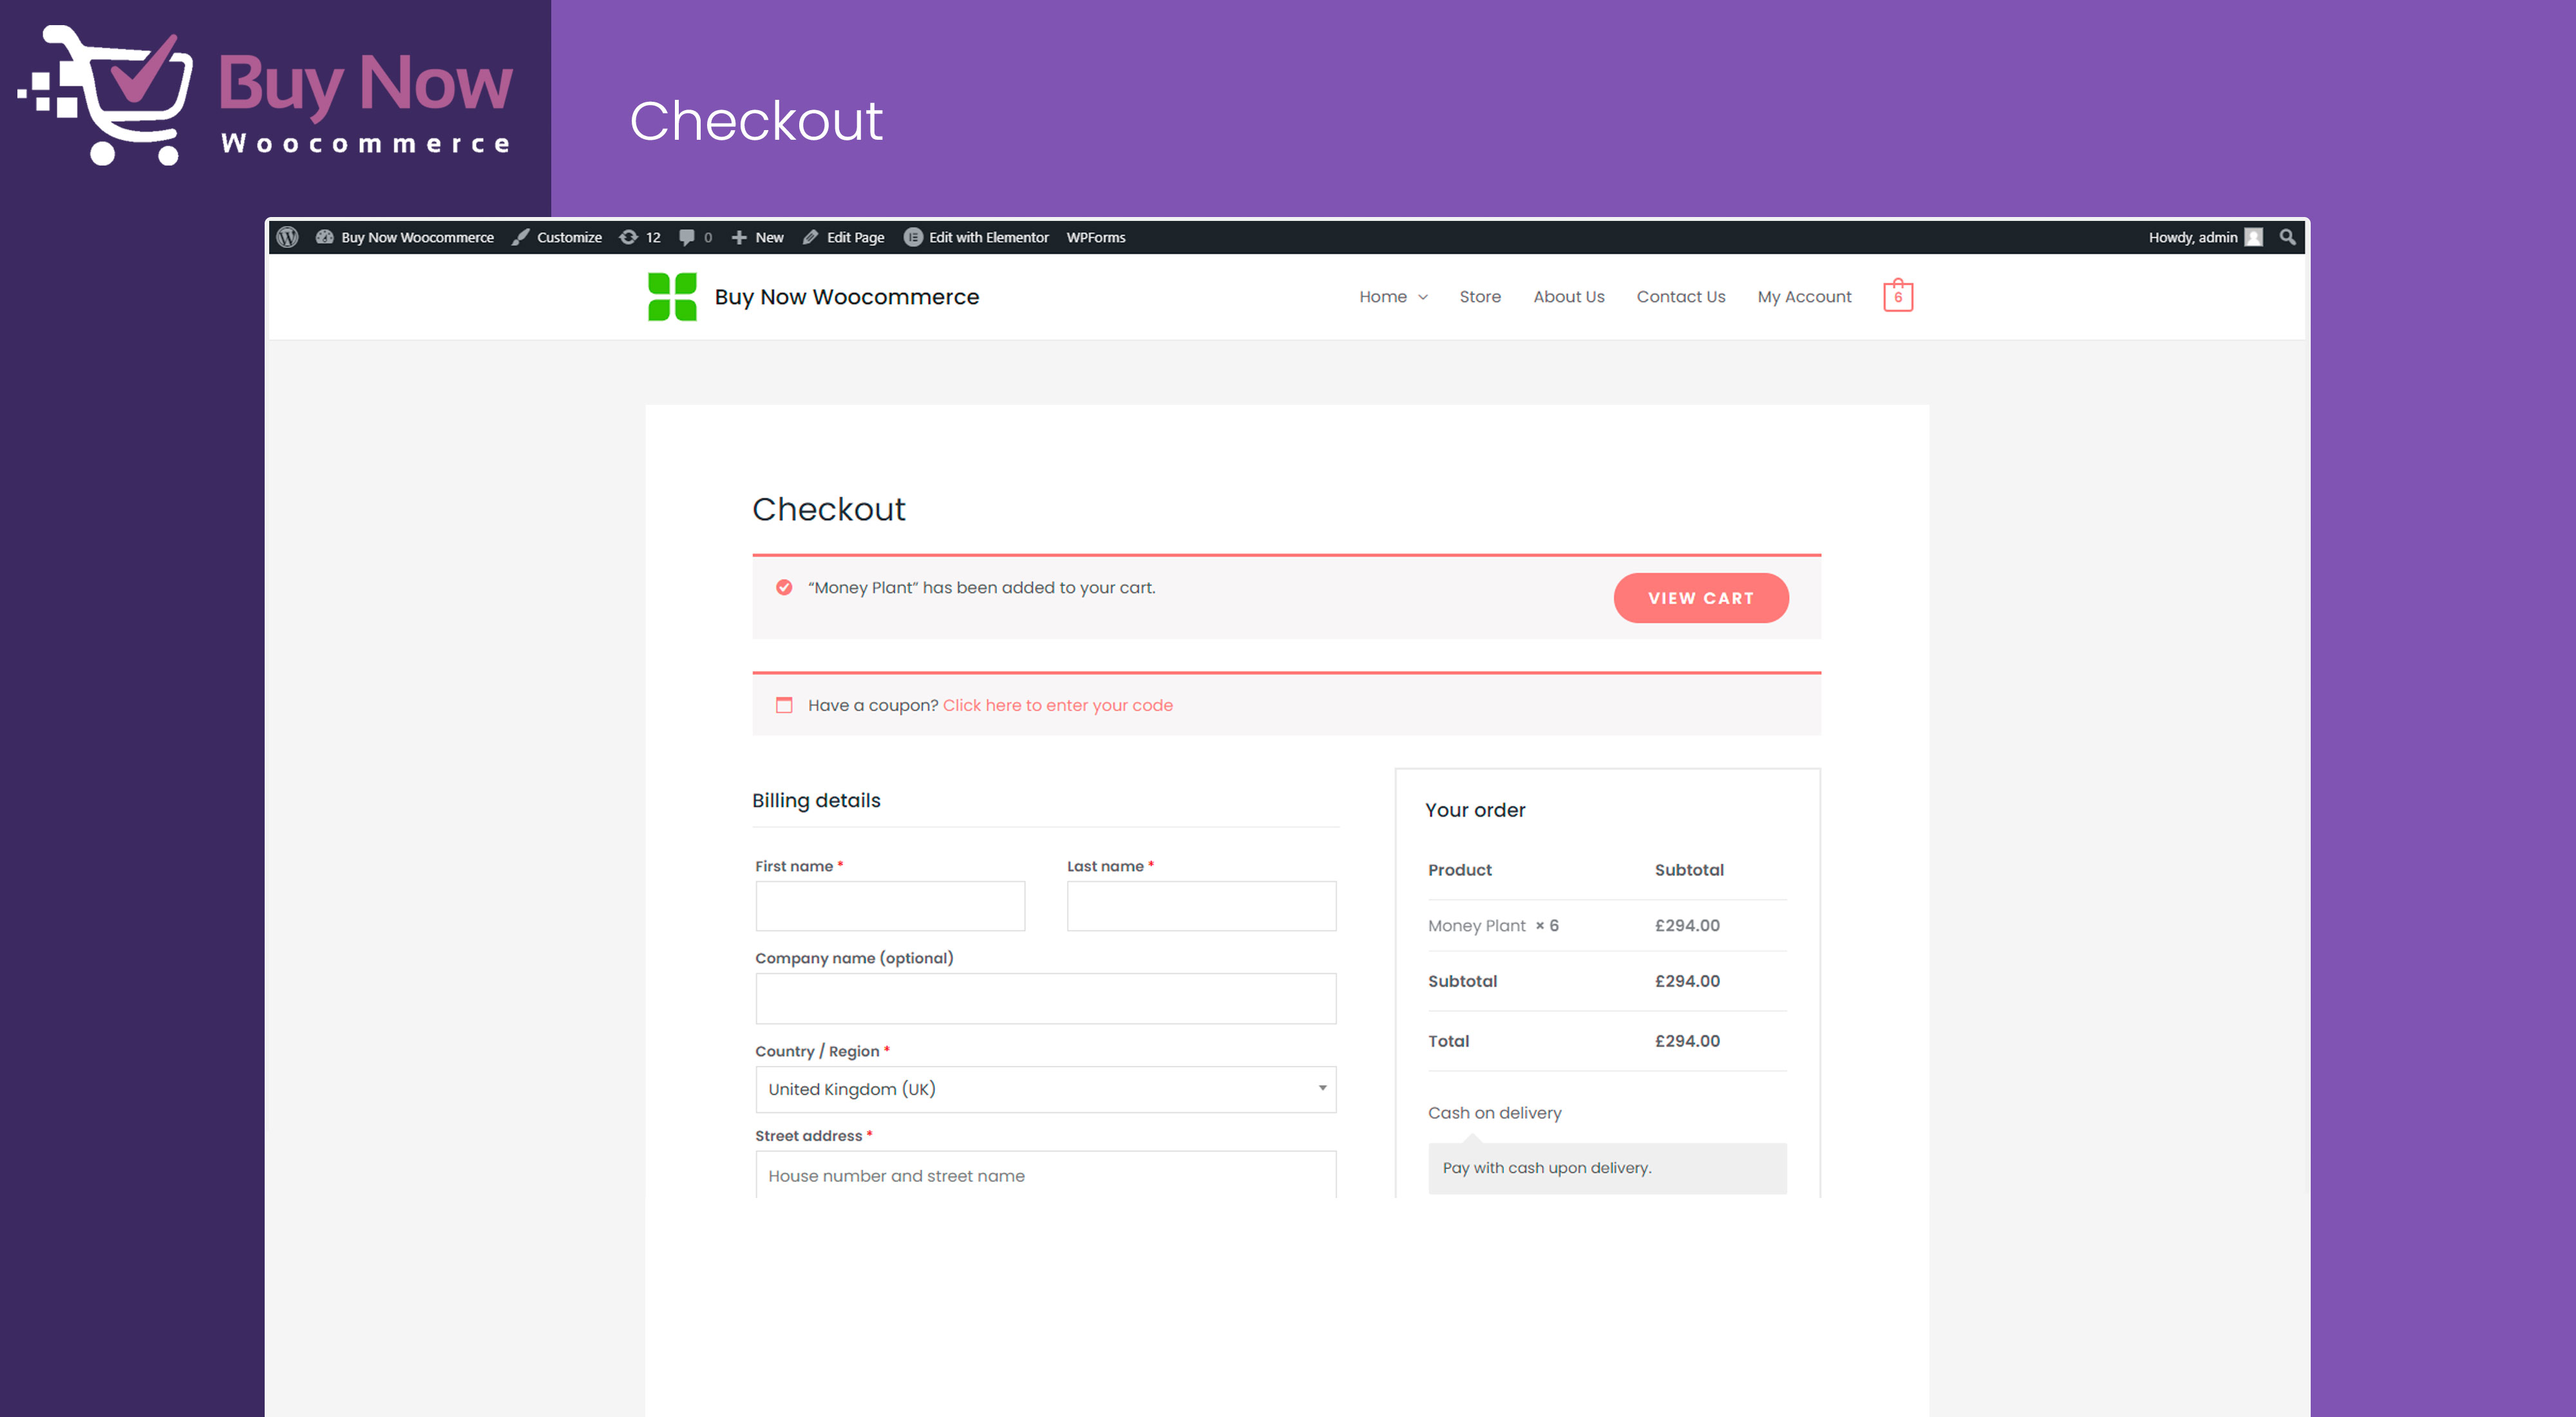 Buy Now
Woocommerce
Checkout
Buy Now Woocommerce Customize 12 0 New Edit Page Edit with Elementor WPForms Howdy, admin
Buy Now Woocommerce Home Store About Us Contact Us My Account 6
Checkout
“Money Plant” has been added to your cart. VIEW CART
Have a coupon? Click here to enter your code
Billing details
First name * Last name *
Company name (optional)
Country / Region *
United Kingdom (UK)
Street address *
House number and street name
Your order
Product Subtotal
Money Plant × 6 £294.00
Subtotal £294.00
Total £294.00
Cash on delivery
Pay with cash upon delivery.